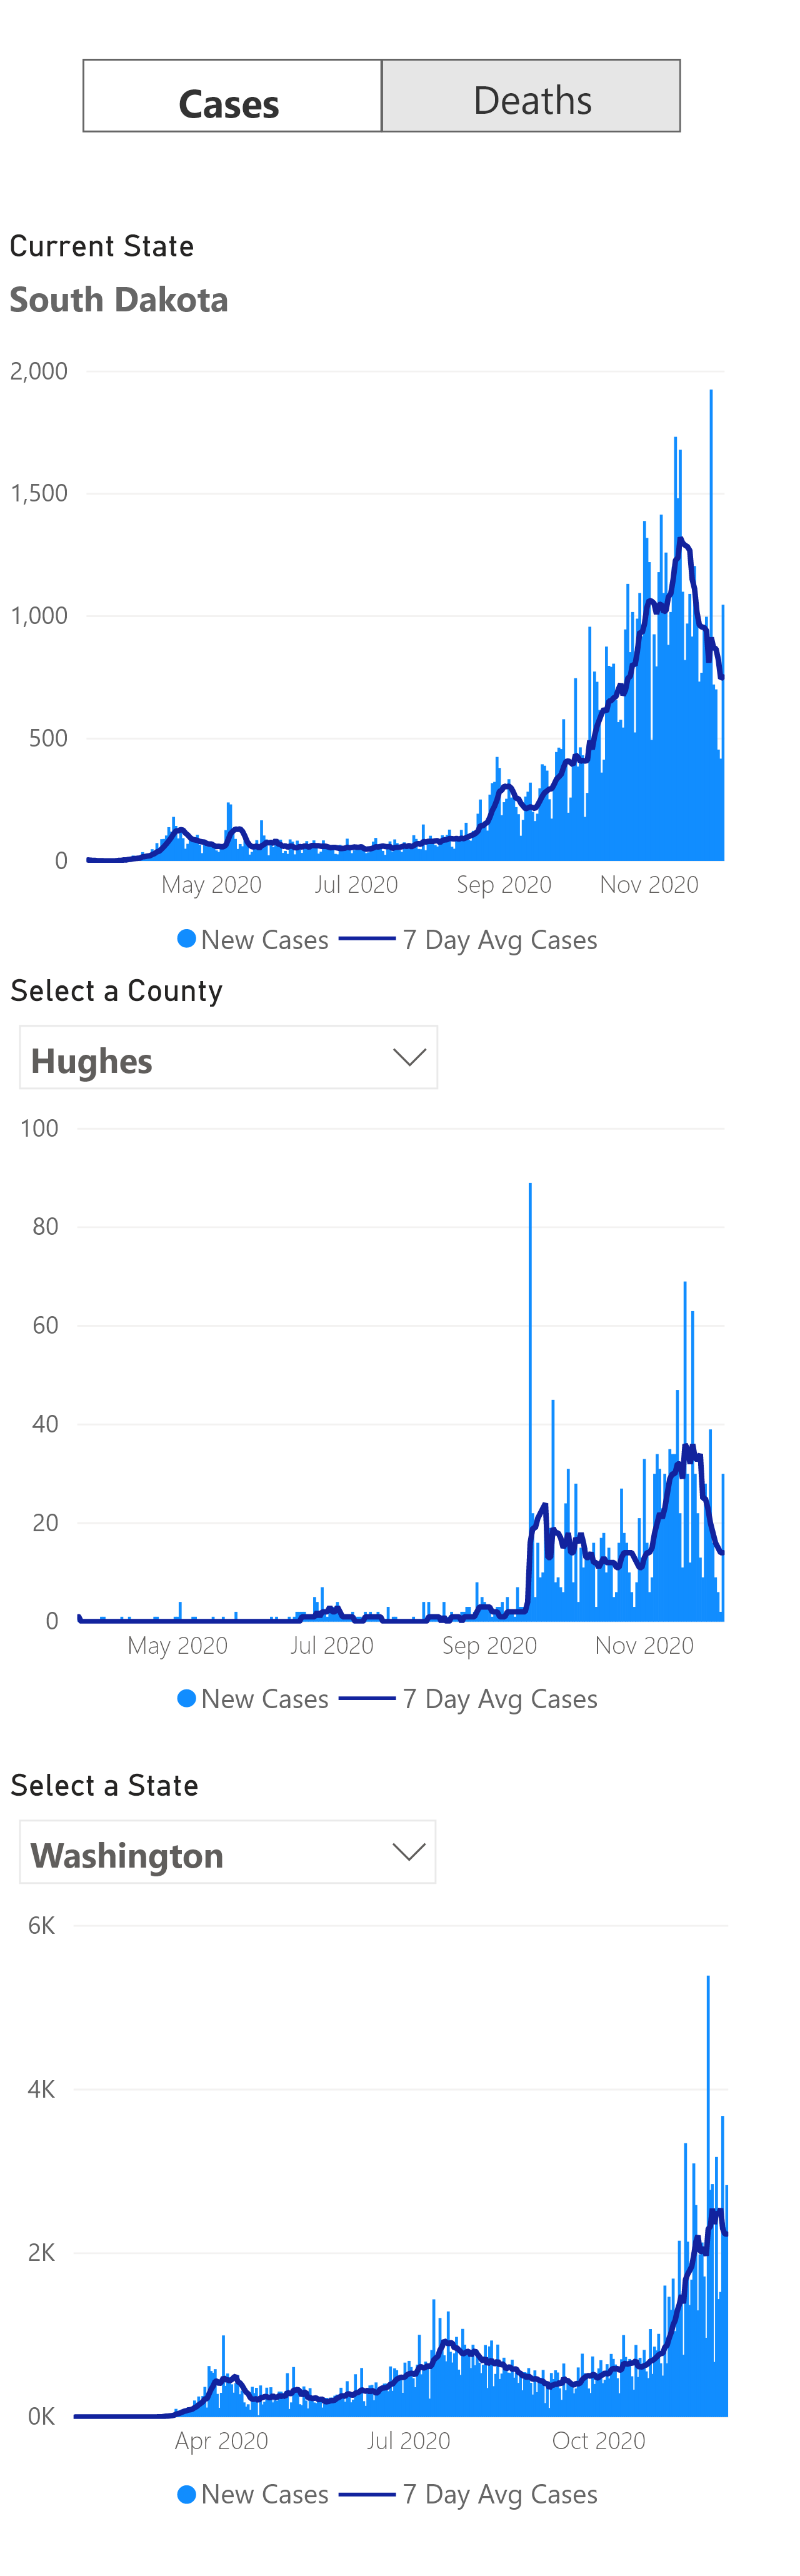 Cases Deaths
Current State
South Dakota
2,000
1,500
1,000
500
0
May 2020 Jul 2020 Sep 2020 Nov 2020
New Cases 7 Day Avg Cases
Select a County
Hughes
100
80
60
40
20
0
May 2020 Jul 2020 Sep 2020 Nov 2020
New Cases 7 Day Avg Cases
Select a State
Washington
6K
4K
2K
0K
Apr 2020 Jul 2020 Oct 2020
New Cases 7 Day Avg Cases